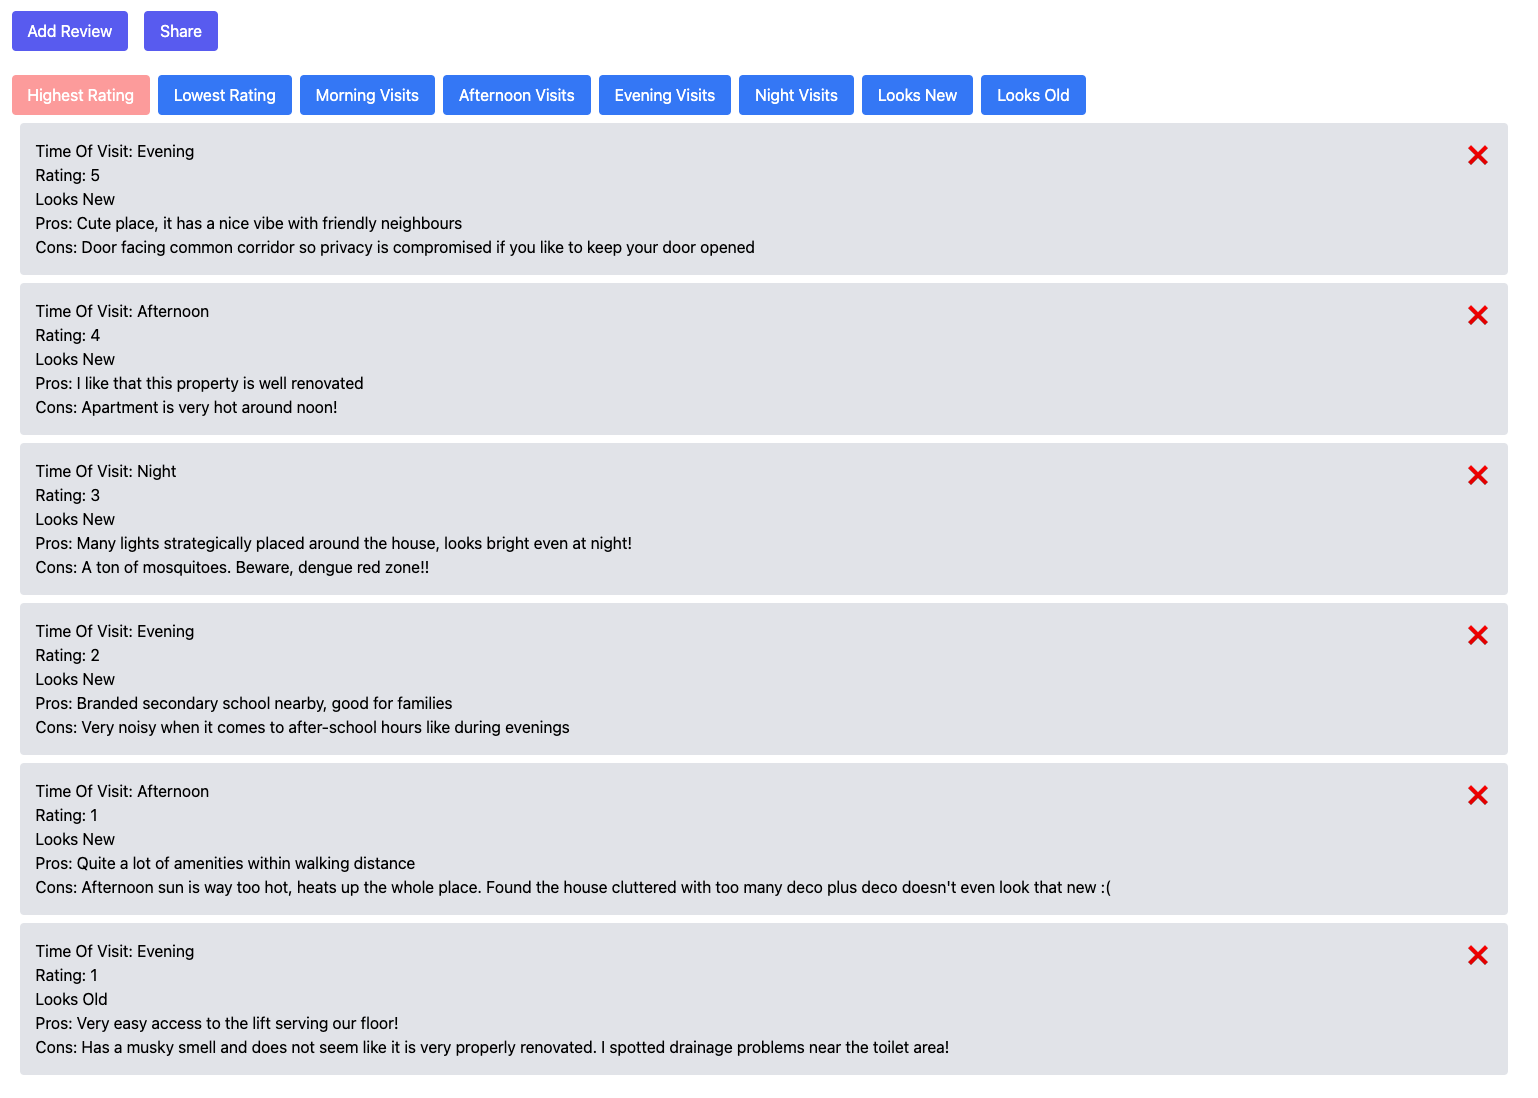 Add Review Share
Highest Rating Lowest Rating Morning Visits Afternoon Visits Evening Visits Night Visits Looks New Looks Old
Time Of Visit: Evening
Rating: 5
Looks New
Pros: Cute place, it has a nice vibe with friendly neighbours
Cons: Door facing common corridor so privacy is compromised if you like to keep your door opened
Time Of Visit: Afternoon
Rating: 4
Looks New
Pros: I like that this property is well renovated
Cons: Apartment is very hot around noon!
Time Of Visit: Night
Rating: 3
Looks New
Pros: Many lights strategically placed around the house, looks bright even at night!
Cons: A ton of mosquitoes. Beware, dengue red zone!!
Time Of Visit: Evening
Rating: 2
Looks New
Pros: Branded secondary school nearby, good for families
Cons: Very noisy when it comes to after-school hours like during evenings
Time Of Visit: Afternoon
Rating: 1
Looks New
Pros: Quite a lot of amenities within walking distance
Cons: Afternoon sun is way too hot, heats up the whole place. Found the house cluttered with too many deco plus deco doesn't even look that new :(
Time Of Visit: Evening
Rating: 1
Looks Old
Pros: Very easy access to the lift serving our floor!
Cons: Has a musky smell and does not seem like it is very properly renovated. I spotted drainage problems near the toilet area!